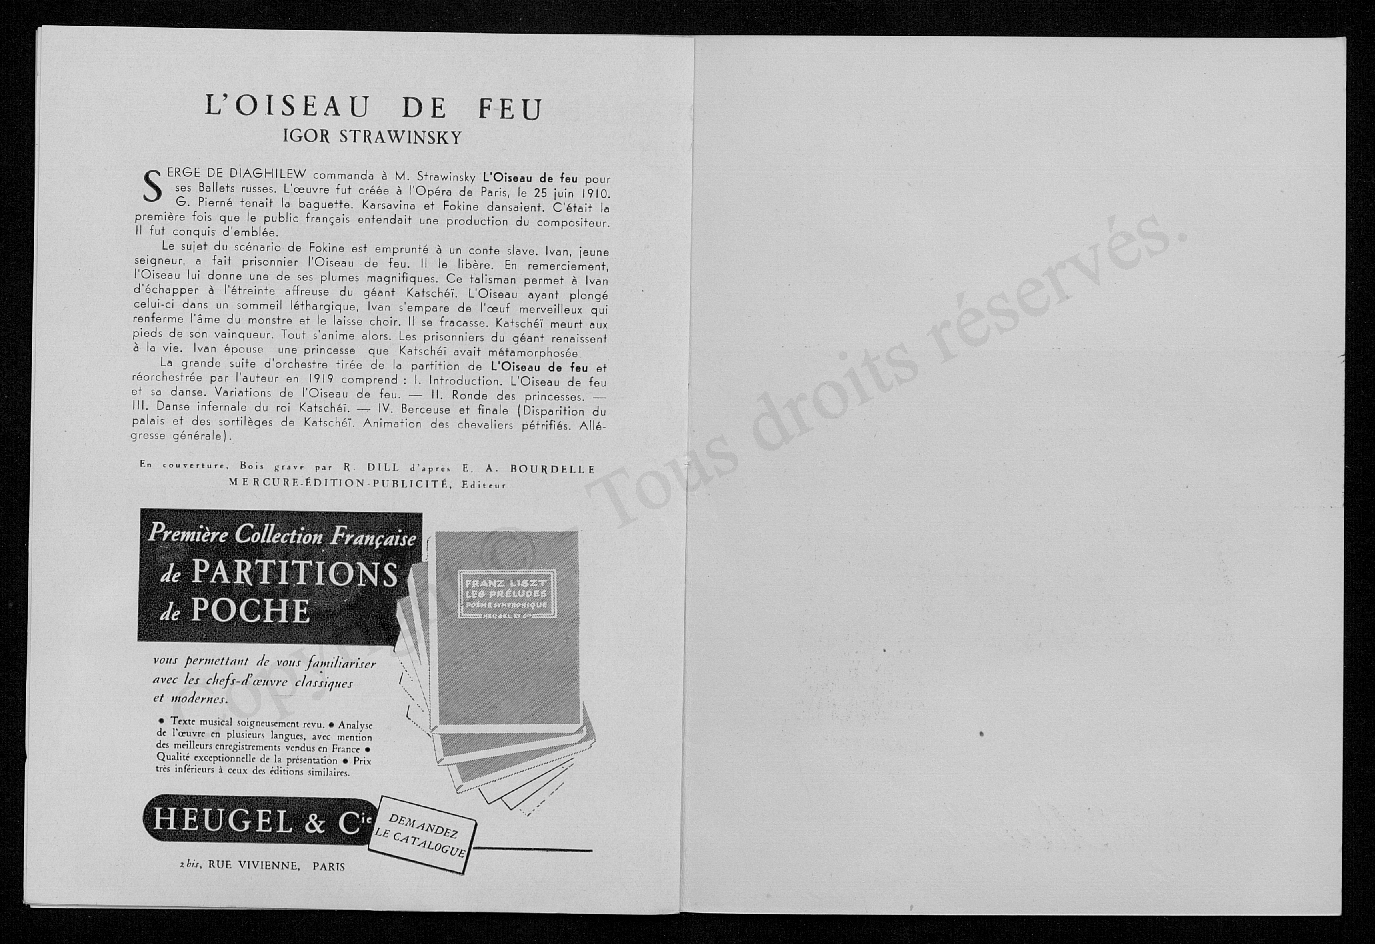 L'OISEAU DE FEU
IGOR STRAWINSKY
SERGE DE DIAGHILEW commanda à M. Strawinsky L'Oiseau de feu pour
ses Ballets russes. L'œuvre fut créée à l'Opéra de Paris, le 25 juin 1910.
G. Pierné tenait la baguette. Karsavina et Fokine dansaient. C'était la
première fois que le public français entendait une production du compositeur.
Il fut conquis d'emblée.
Le sujet du scénario de Fokine est emprunté à un conte slave. Ivan, jeune
seigneur, a fait prisonnier l'Oiseau de feu. Il le libère. En remerciement,
l'Oiseau lui donne une de ses plumes magnifiques. Ce talisman permet à Ivan
d'échapper à l'étreinte affreuse du géant Katschéï. L'Oiseau ayant plongé
celui-ci dans un sommeil léthargique, Ivan s'empare de l'œuf merveilleux qui
renferme l'âme du monstre et le laisse choir. Il se fracasse. Katschéï meurt aux
pieds de son vainqueur. Tout s'anime alors. Les prisonniers du géant renaissent
à la vie. Ivan épouse une princesse que Katschéï avait métamorphosée.
La grande suite d'orchestre tirée de la partition de L'Oiseau de feu et
réorchestrée par l'auteur en 1919 comprend : I. Introduction. L'Oiseau de feu
et sa danse. Variations de l'Oiseau de feu. — II. Ronde des princesses. —
III. Danse infernale du roi Katschéï. — IV. Berceuse et finale (Disparition du
palais et des sortilèges de Katschéï. Animation des chevaliers pétrifiés. Allé-
gresse générale).
En couverture, Bois gravé par R. DILL d'après E. A. BOURDELLE
MERCURE-ÉDITION-PUBLICITÉ, Editeur
Première Collection Française
de PARTITIONS
de POCHE
FRANZ LISZT
LES PRÉLUDES
POÈME SYMPHONIQUE
HEUGEL ET Cie
vous permettant de vous familiariser
avec les chefs-d'œuvre classiques
et modernes.
• Texte musical soigneusement revu. • Analyse
de l'œuvre en plusieurs langues, avec mention
des meilleurs enregistrements vendus en France •
Qualité exceptionnelle de la présentation • Prix
très inférieurs à ceux des éditions similaires.
HEUGEL & Cie
DEMANDEZ
LE CATALOGUE
2 bis, RUE VIVIENNE, PARIS
Copyright © - Tous droits réservés.